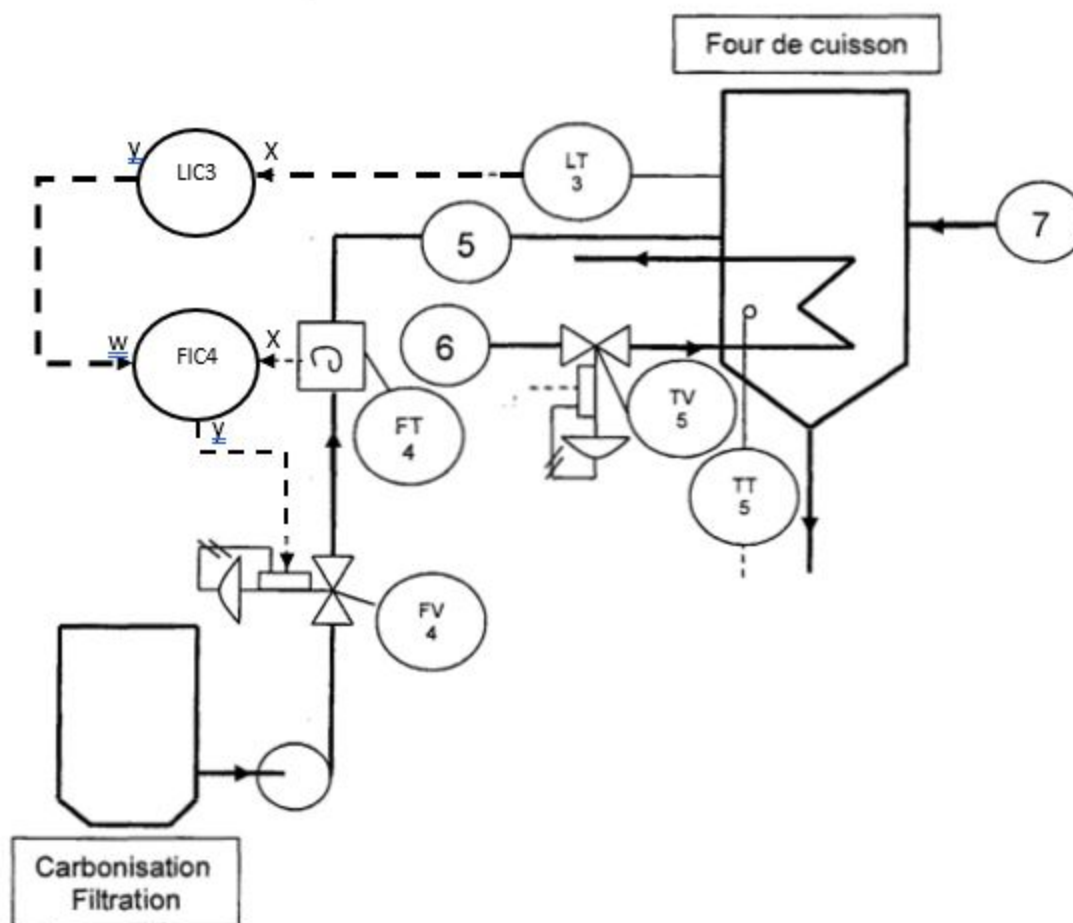 Four de cuisson
LT
3
X
y
LIC3
5
7
6
w
X
FIC4
FT
4
TV
5
y
TT
5
FV
4
Carbonisation
Filtration